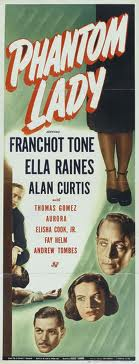 PHANTOM
LADY
starring
FRANCHOT TONE
ELLA RAINES
ALAN CURTIS
with
THOMAS GOMEZ
AURORA
ELISHA COOK, JR.
FAY HELM
ANDREW TOMBES